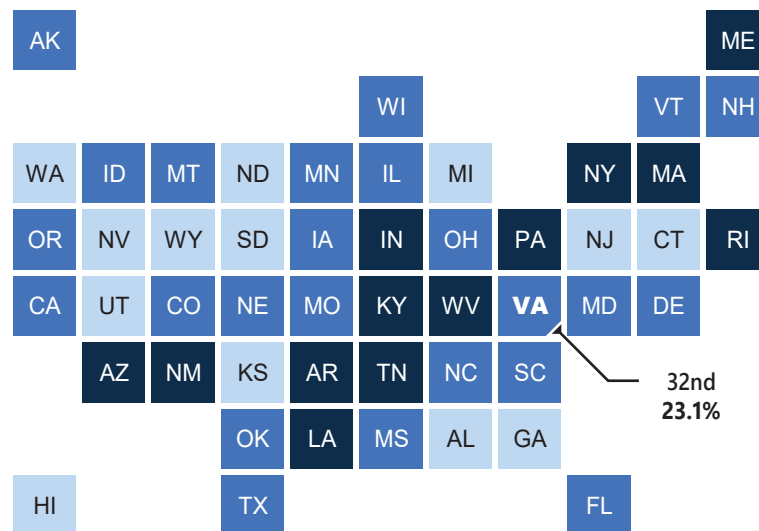 AK ME
WI VT NH
WA ID MT ND MN IL MI NY MA
OR NV WY SD IA IN OH PA NJ CT RI
CA UT CO NE MO KY WV VA MD DE
AZ NM KS AR TN NC SC
32nd
23.1%
OK LA MS AL GA
HI TX FL